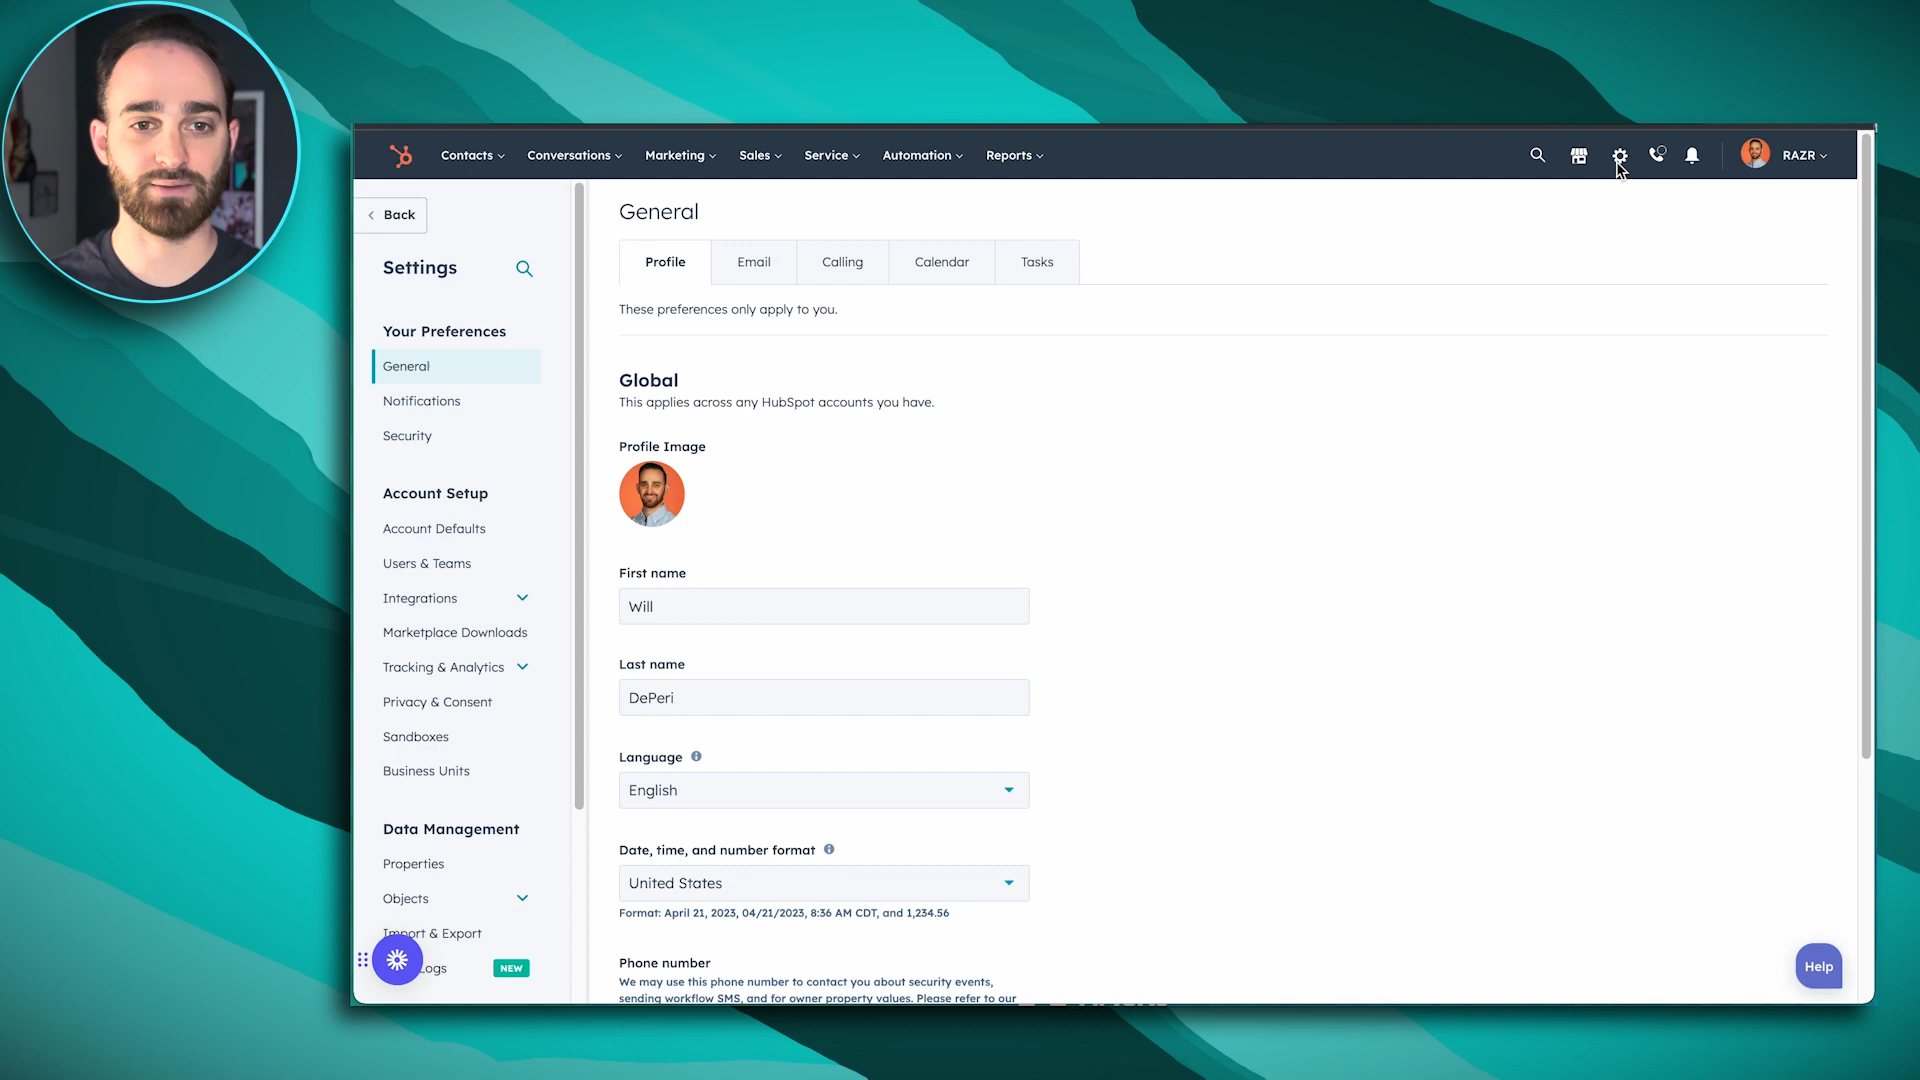 Contacts Conversations Marketing Sales Service Automation Reports RAZR
Back
Settings
Your Preferences
General
Notifications
Security
Account Setup
Account Defaults
Users & Teams
Integrations
Marketplace Downloads
Tracking & Analytics
Privacy & Consent
Sandboxes
Business Units
Data Management
Properties
Objects
Import & Export
Logs NEW
General
Profile Email Calling Calendar Tasks
These preferences only apply to you.
Global
This applies across any HubSpot accounts you have.
Profile Image
First name
Will
Last name
DePeri
Language
English
Date, time, and number format
United States
Format: April 21, 2023, 04/21/2023, 8:36 AM CDT, and 1,234.56
Phone number
We may use this phone number to contact you about security events,
sending workflow SMS, and for owner property values. Please refer to our
Help